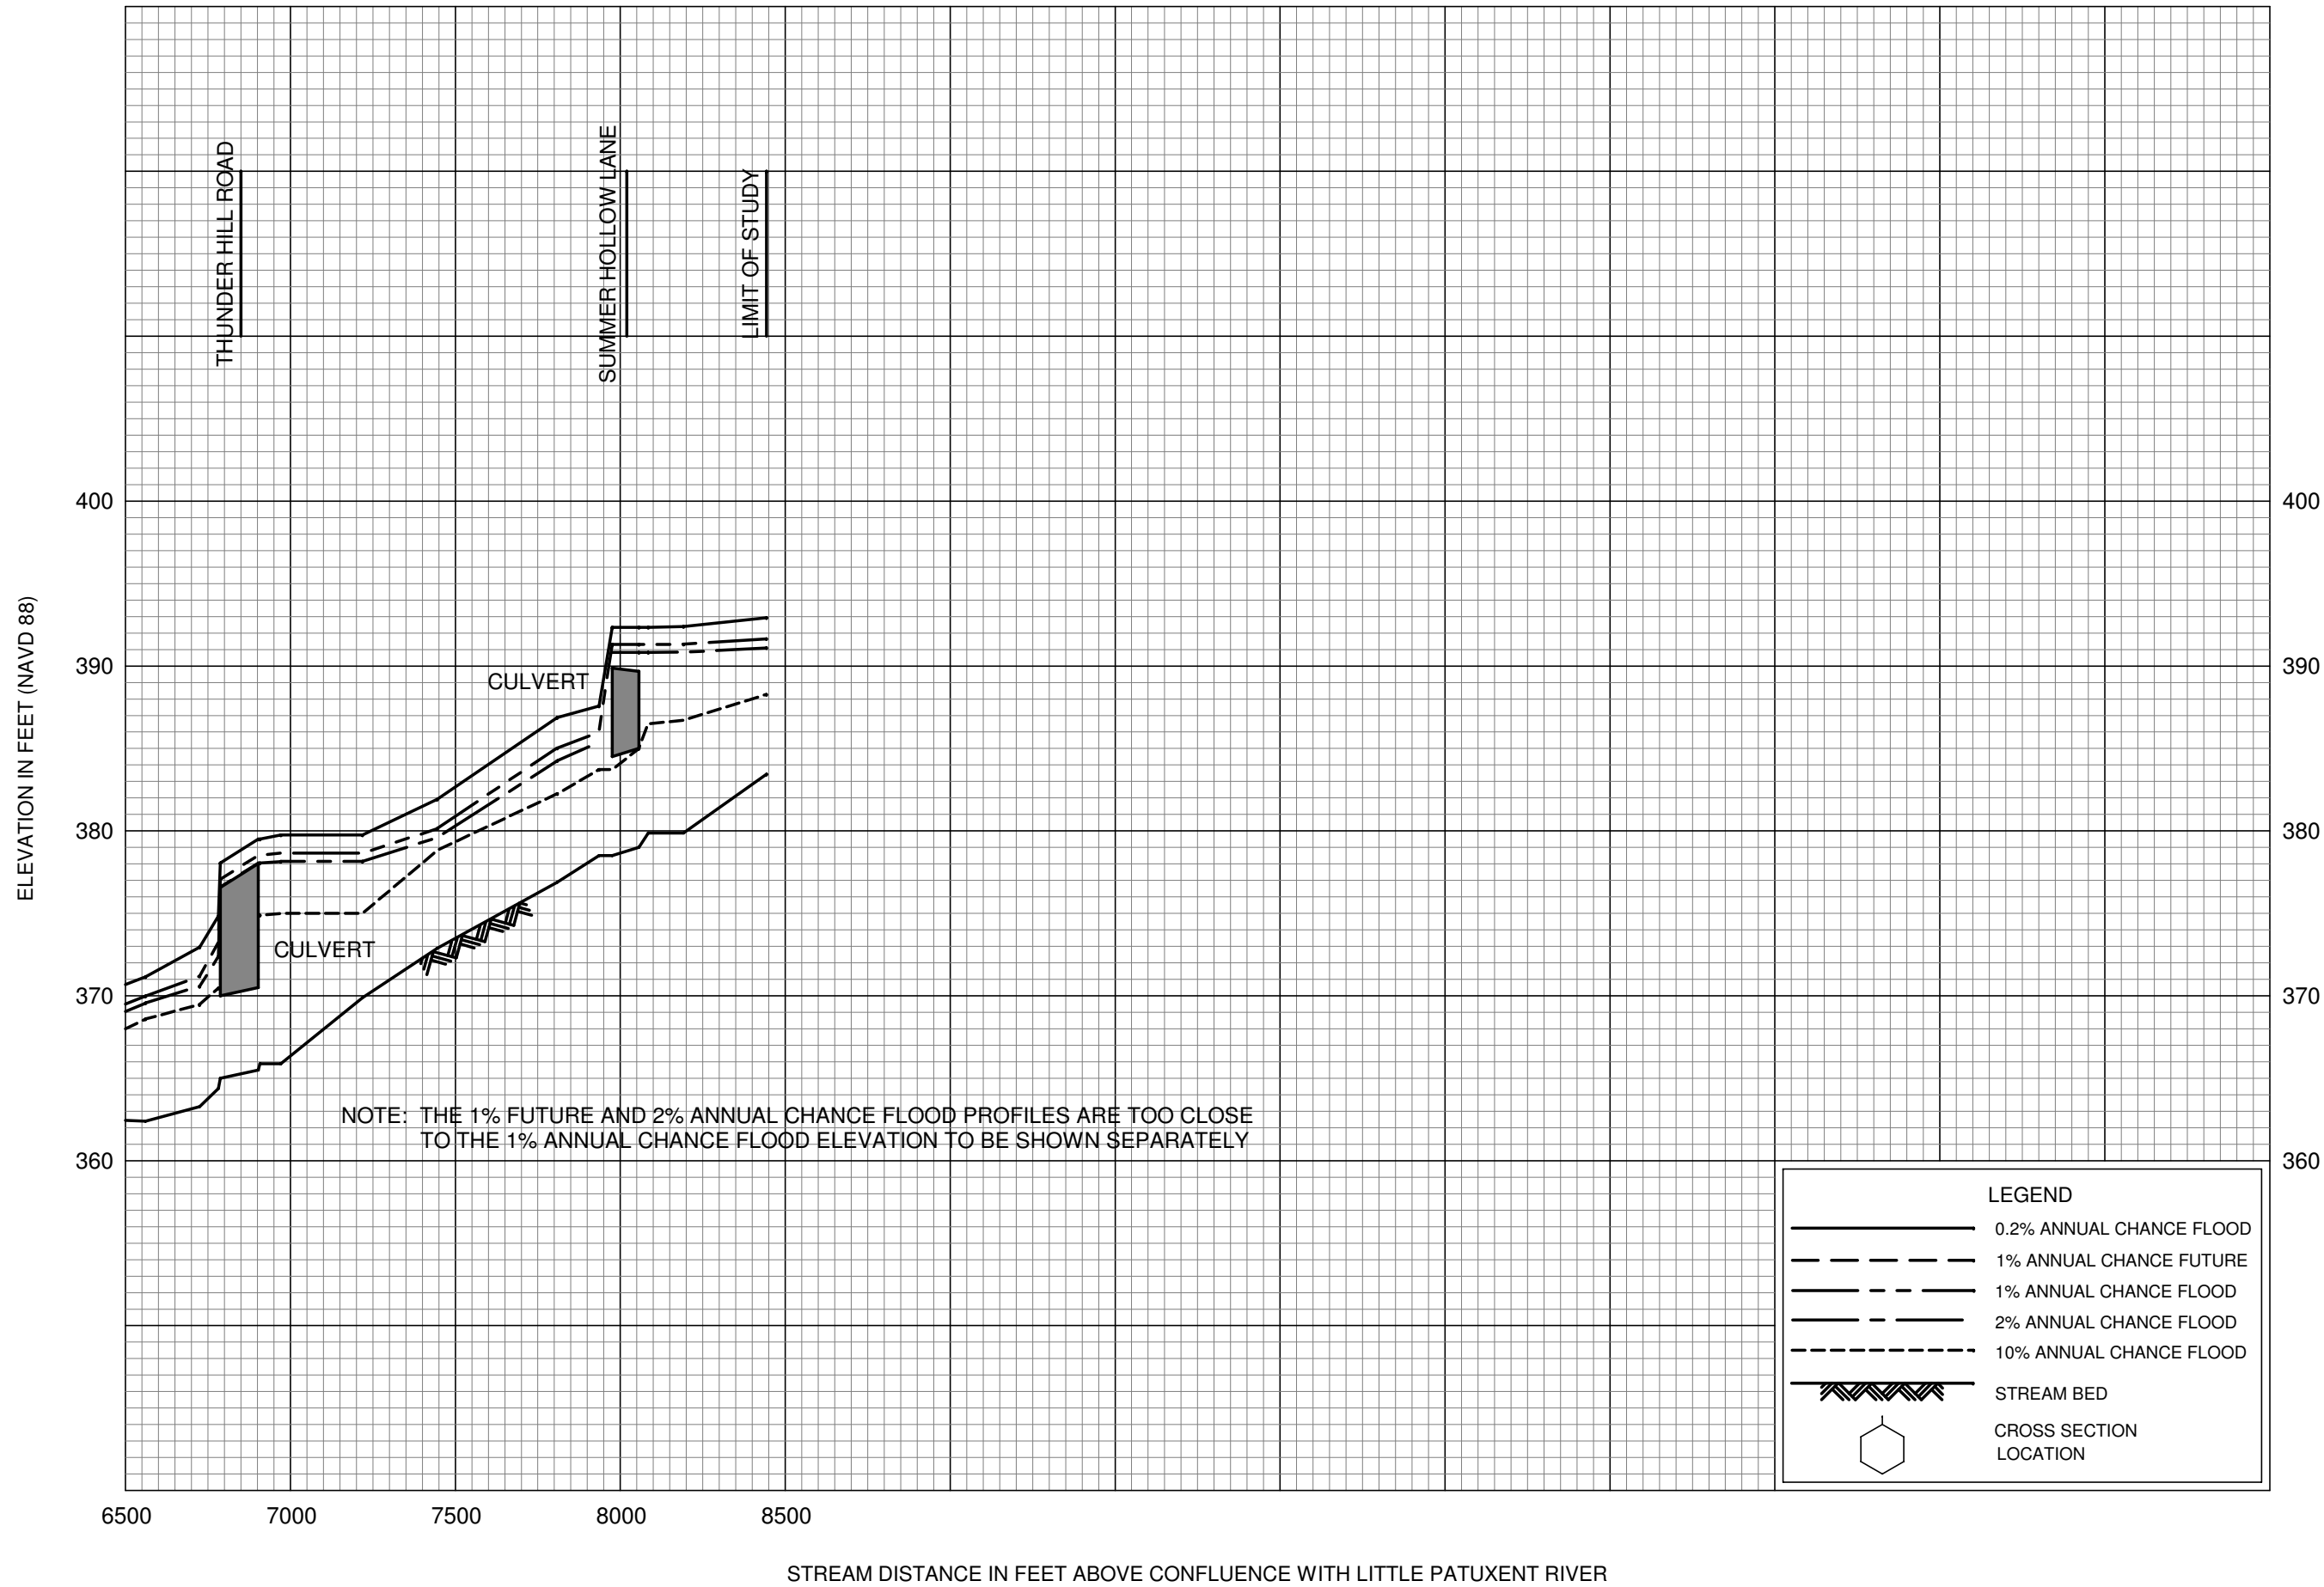 THUNDER HILL ROAD
SUMMER HOLLOW LANE
LIMIT OF STUDY
ELEVATION IN FEET (NAVD 88)
400
400
390
390
CULVERT
380
380
CULVERT
370
370
NOTE: THE 1% FUTURE AND 2% ANNUAL CHANCE FLOOD PROFILES ARE TOO CLOSE
TO THE 1% ANNUAL CHANCE FLOOD ELEVATION TO BE SHOWN SEPARATELY
360
360
LEGEND
0.2% ANNUAL CHANCE FLOOD
1% ANNUAL CHANCE FUTURE
1% ANNUAL CHANCE FLOOD
2% ANNUAL CHANCE FLOOD
10% ANNUAL CHANCE FLOOD
STREAM BED
CROSS SECTION
LOCATION
6500 7000 7500 8000 8500
STREAM DISTANCE IN FEET ABOVE CONFLUENCE WITH LITTLE PATUXENT RIVER